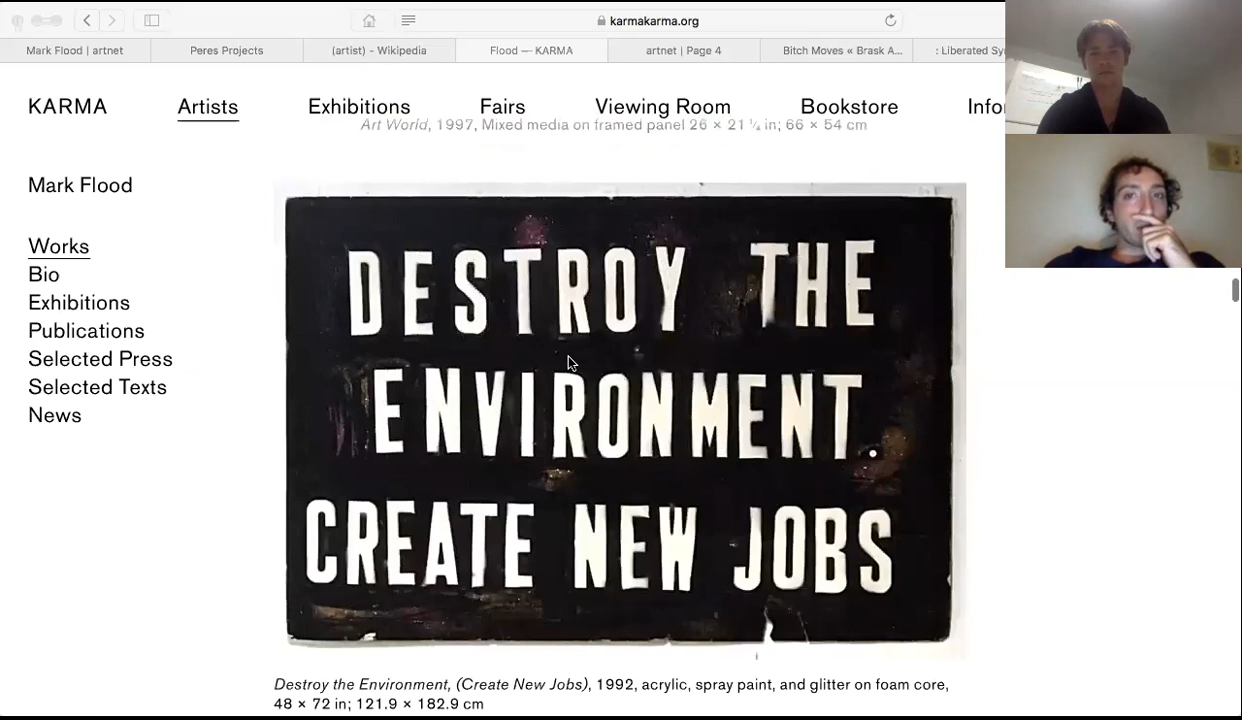 karmakarma.org
Mark Flood | artnet
Peres Projects
(artist) - Wikipedia
Flood — KARMA
artnet | Page 4
Bitch Moves « Brask A...
: Liberated Sy
KARMA
Artists
Exhibitions
Fairs
Viewing Room
Bookstore
Info
Art World, 1997, Mixed media on framed panel 26 × 21 ¼ in; 66 × 54 cm
Mark Flood
Works
Bio
Exhibitions
Publications
Selected Press
Selected Texts
News
DESTROY THE
ENVIRONMENT.
CREATE NEW JOBS
Destroy the Environment, (Create New Jobs), 1992, acrylic, spray paint, and glitter on foam core,
48 × 72 in; 121.9 × 182.9 cm